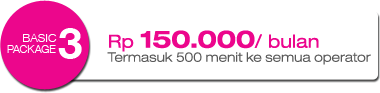 BASIC
PACKAGE 3
Rp 150.000/ bulan
Termasuk 500 menit ke semua operator